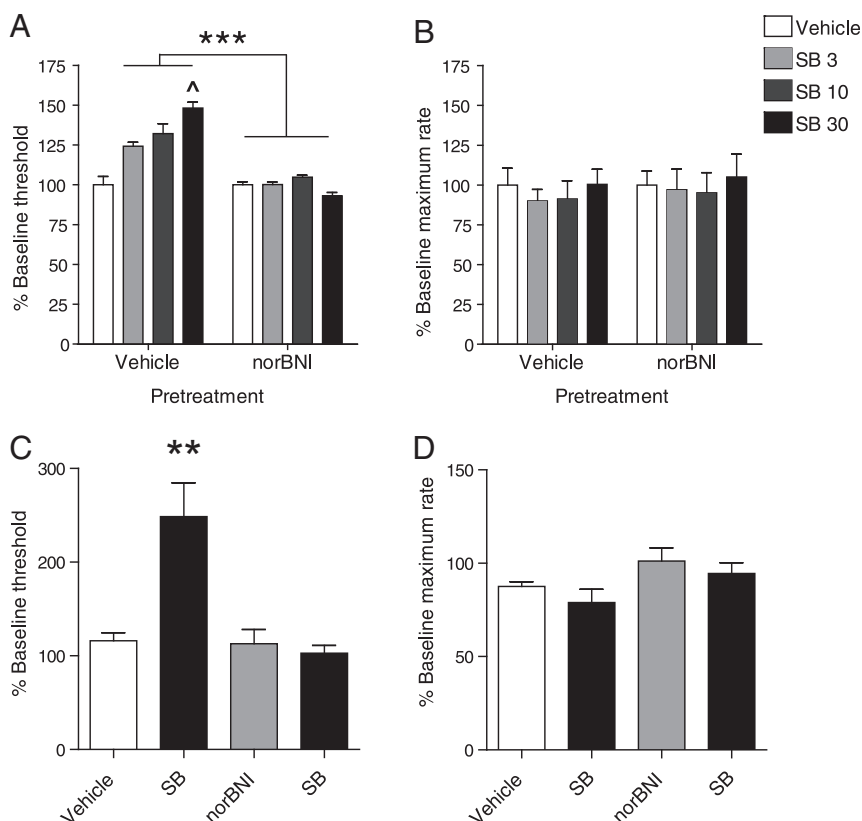 A
***
^
% Baseline threshold
175
150
125
100
75
50
25
0
Vehicle
norBNI
Pretreatment
B
% Baseline maximum rate
175
150
125
100
75
50
25
0
Vehicle
norBNI
Pretreatment
Vehicle
SB 3
SB 10
SB 30
C
**
% Baseline threshold
300
200
100
0
Vehicle
SB
norBNI
SB
D
% Baseline maximum rate
150
100
50
0
Vehicle
SB
norBNI
SB